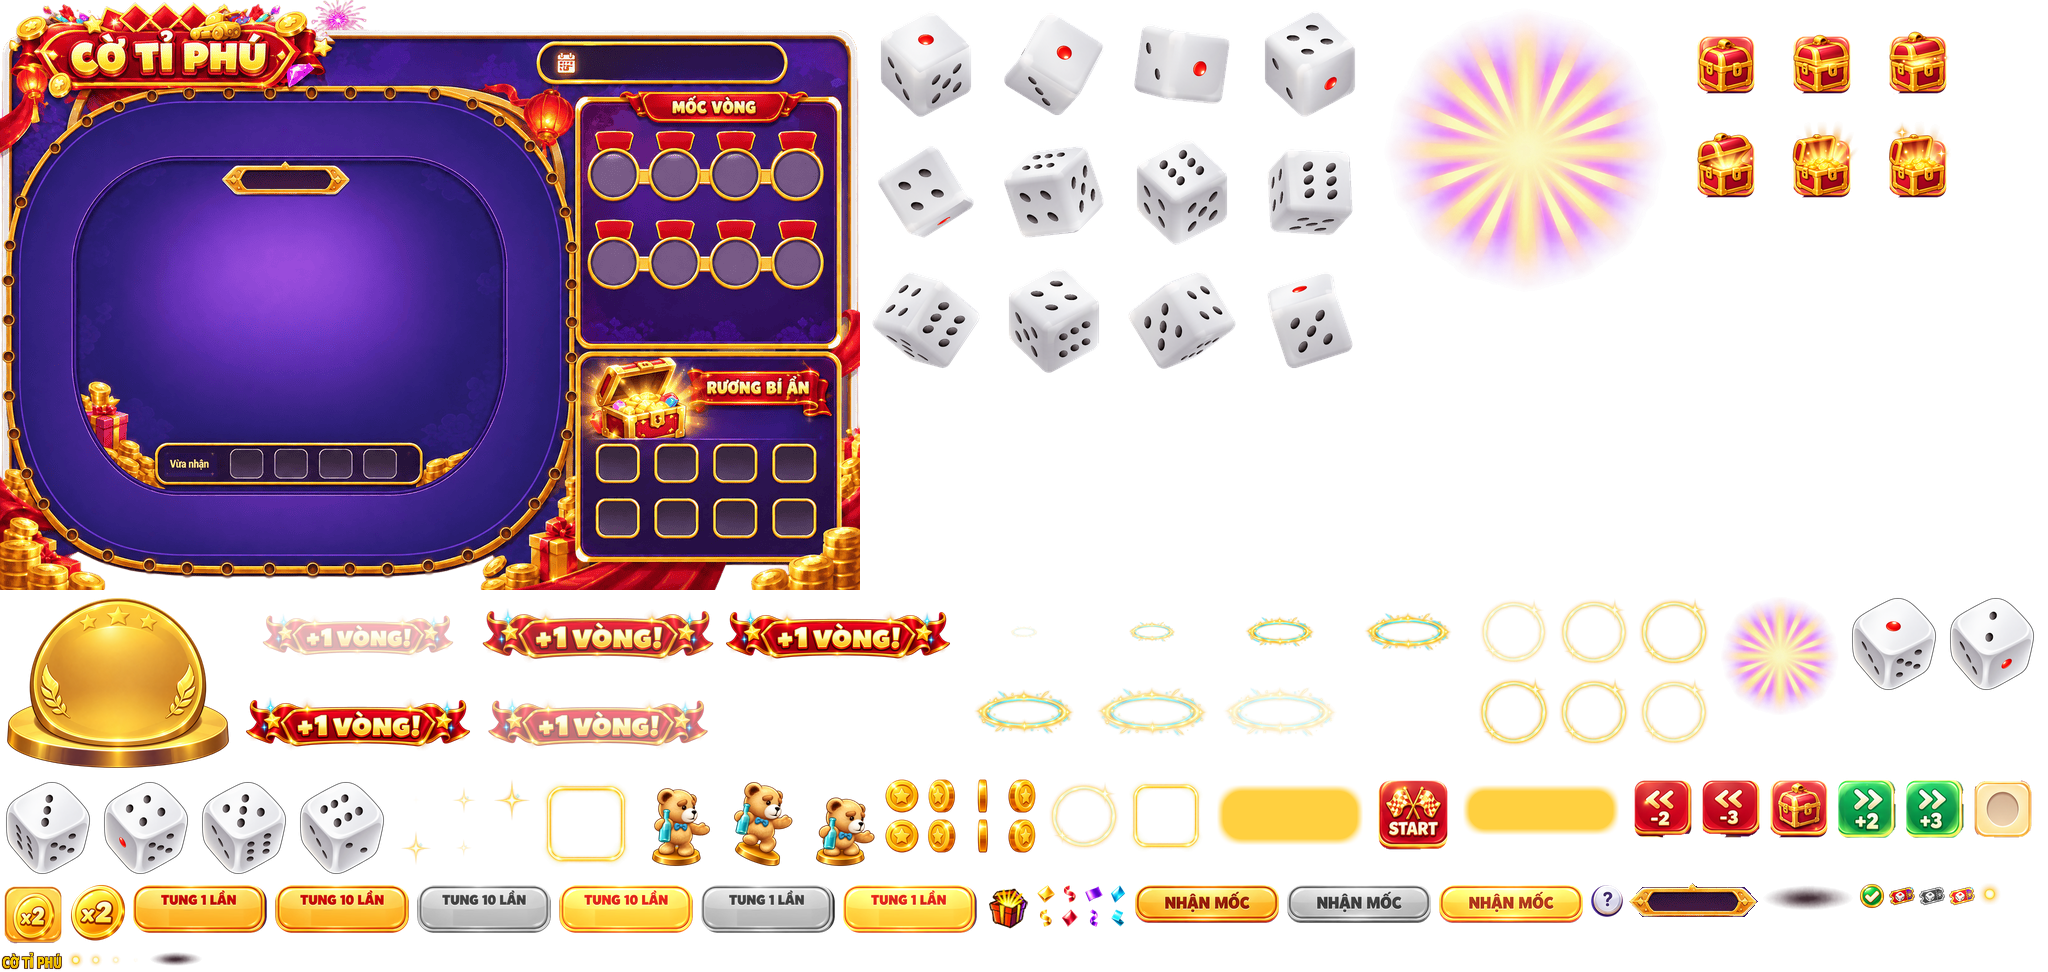 CỜ TỈ PHÚ
MỐC VÒNG
RƯƠNG BÍ ẨN
Vừa nhận
+1 VÒNG!
+1 VÒNG!
+1 VÒNG!
+1 VÒNG!
+1 VÒNG!
START
-2
-3
+2
+3
x2
x2
TUNG 1 LẦN
TUNG 10 LẦN
TUNG 10 LẦN
TUNG 10 LẦN
TUNG 1 LẦN
TUNG 1 LẦN
NHẬN MỐC
NHẬN MỐC
NHẬN MỐC
?
CỜ TỈ PHÚ